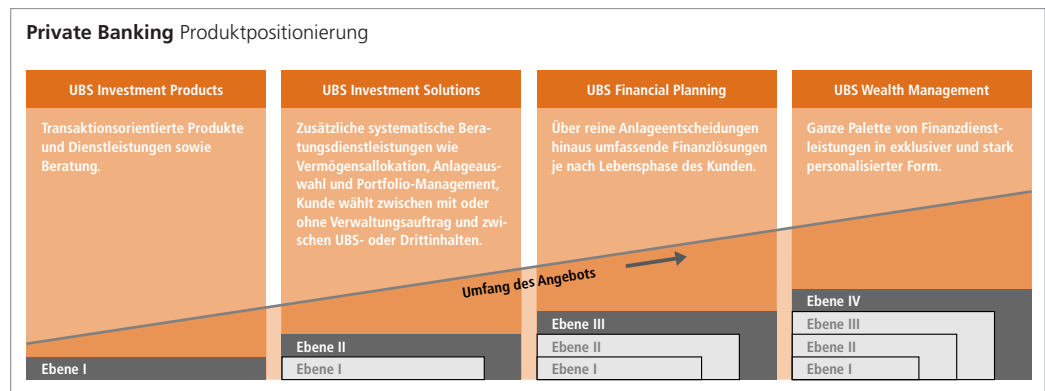 Private Banking Produktpositionierung
UBS Investment Products
Transaktionsorientierte Produkte
und Dienstleistungen sowie
Beratung.
UBS Investment Solutions
Zusätzliche systematische Bera-
tungsdienstleistungen wie
Vermögensallokation, Anlageaus-
wahl und Portfolio-Management,
Kunde wählt zwischen mit oder
ohne Verwaltungsauftrag und zwi-
schen UBS- oder Drittinhalten.
UBS Financial Planning
Über reine Anlageentscheidungen
hinaus umfassende Finanzlösungen
je nach Lebensphase des Kunden.
UBS Wealth Management
Ganze Palette von Finanzdienst-
leistungen in exklusiver und stark
personalisierter Form.
Umfang des Angebots
Ebene I
Ebene II
Ebene I
Ebene III
Ebene II
Ebene I
Ebene IV
Ebene III
Ebene II
Ebene I